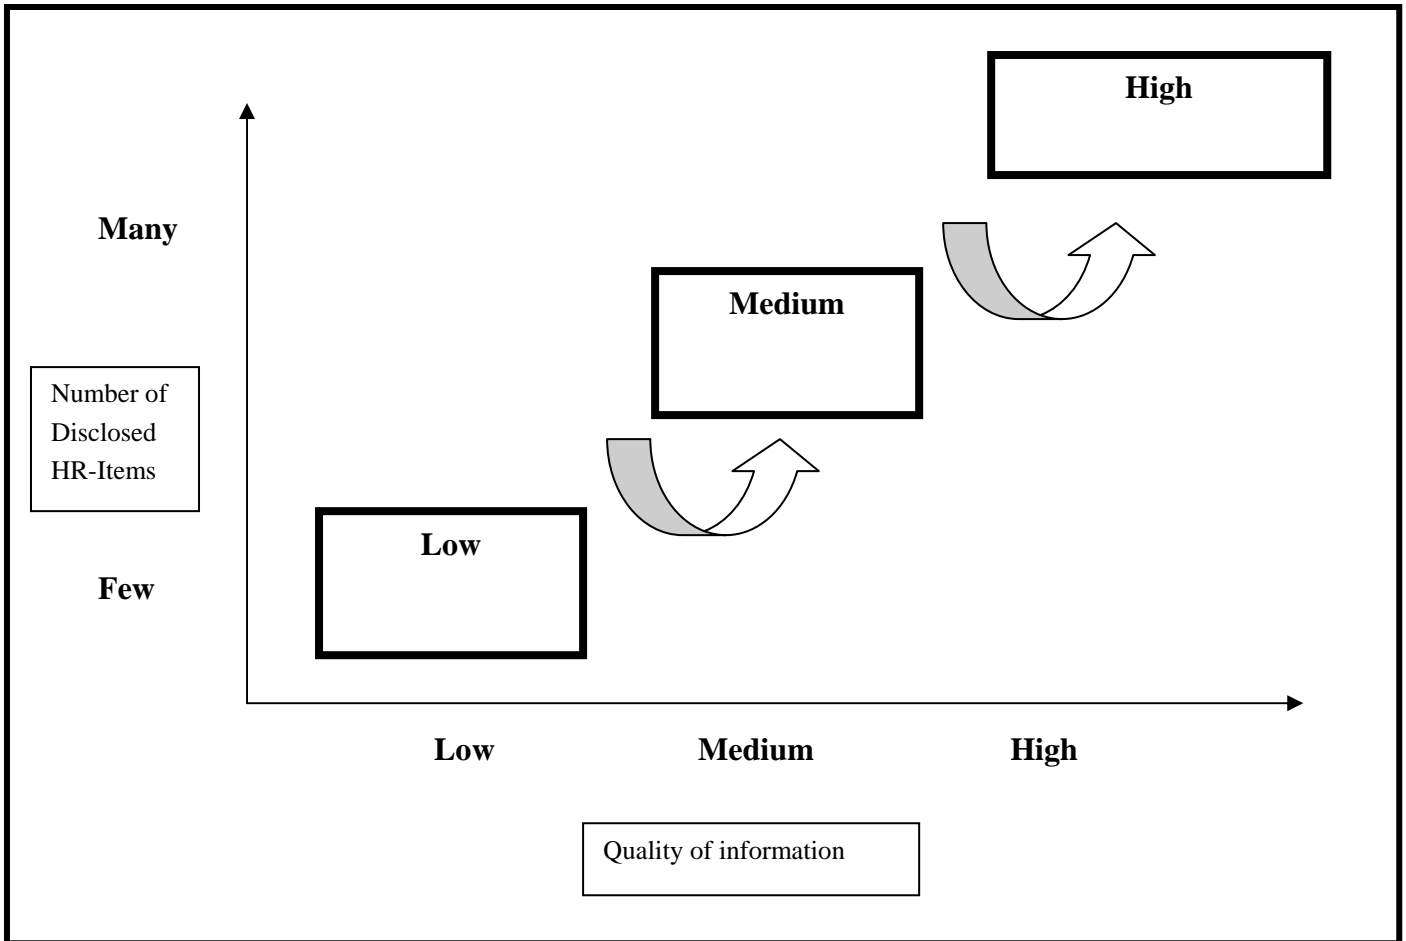 High
Many
Medium
Number of
Disclosed
HR-Items
Low
Few
Low Medium High
Quality of information